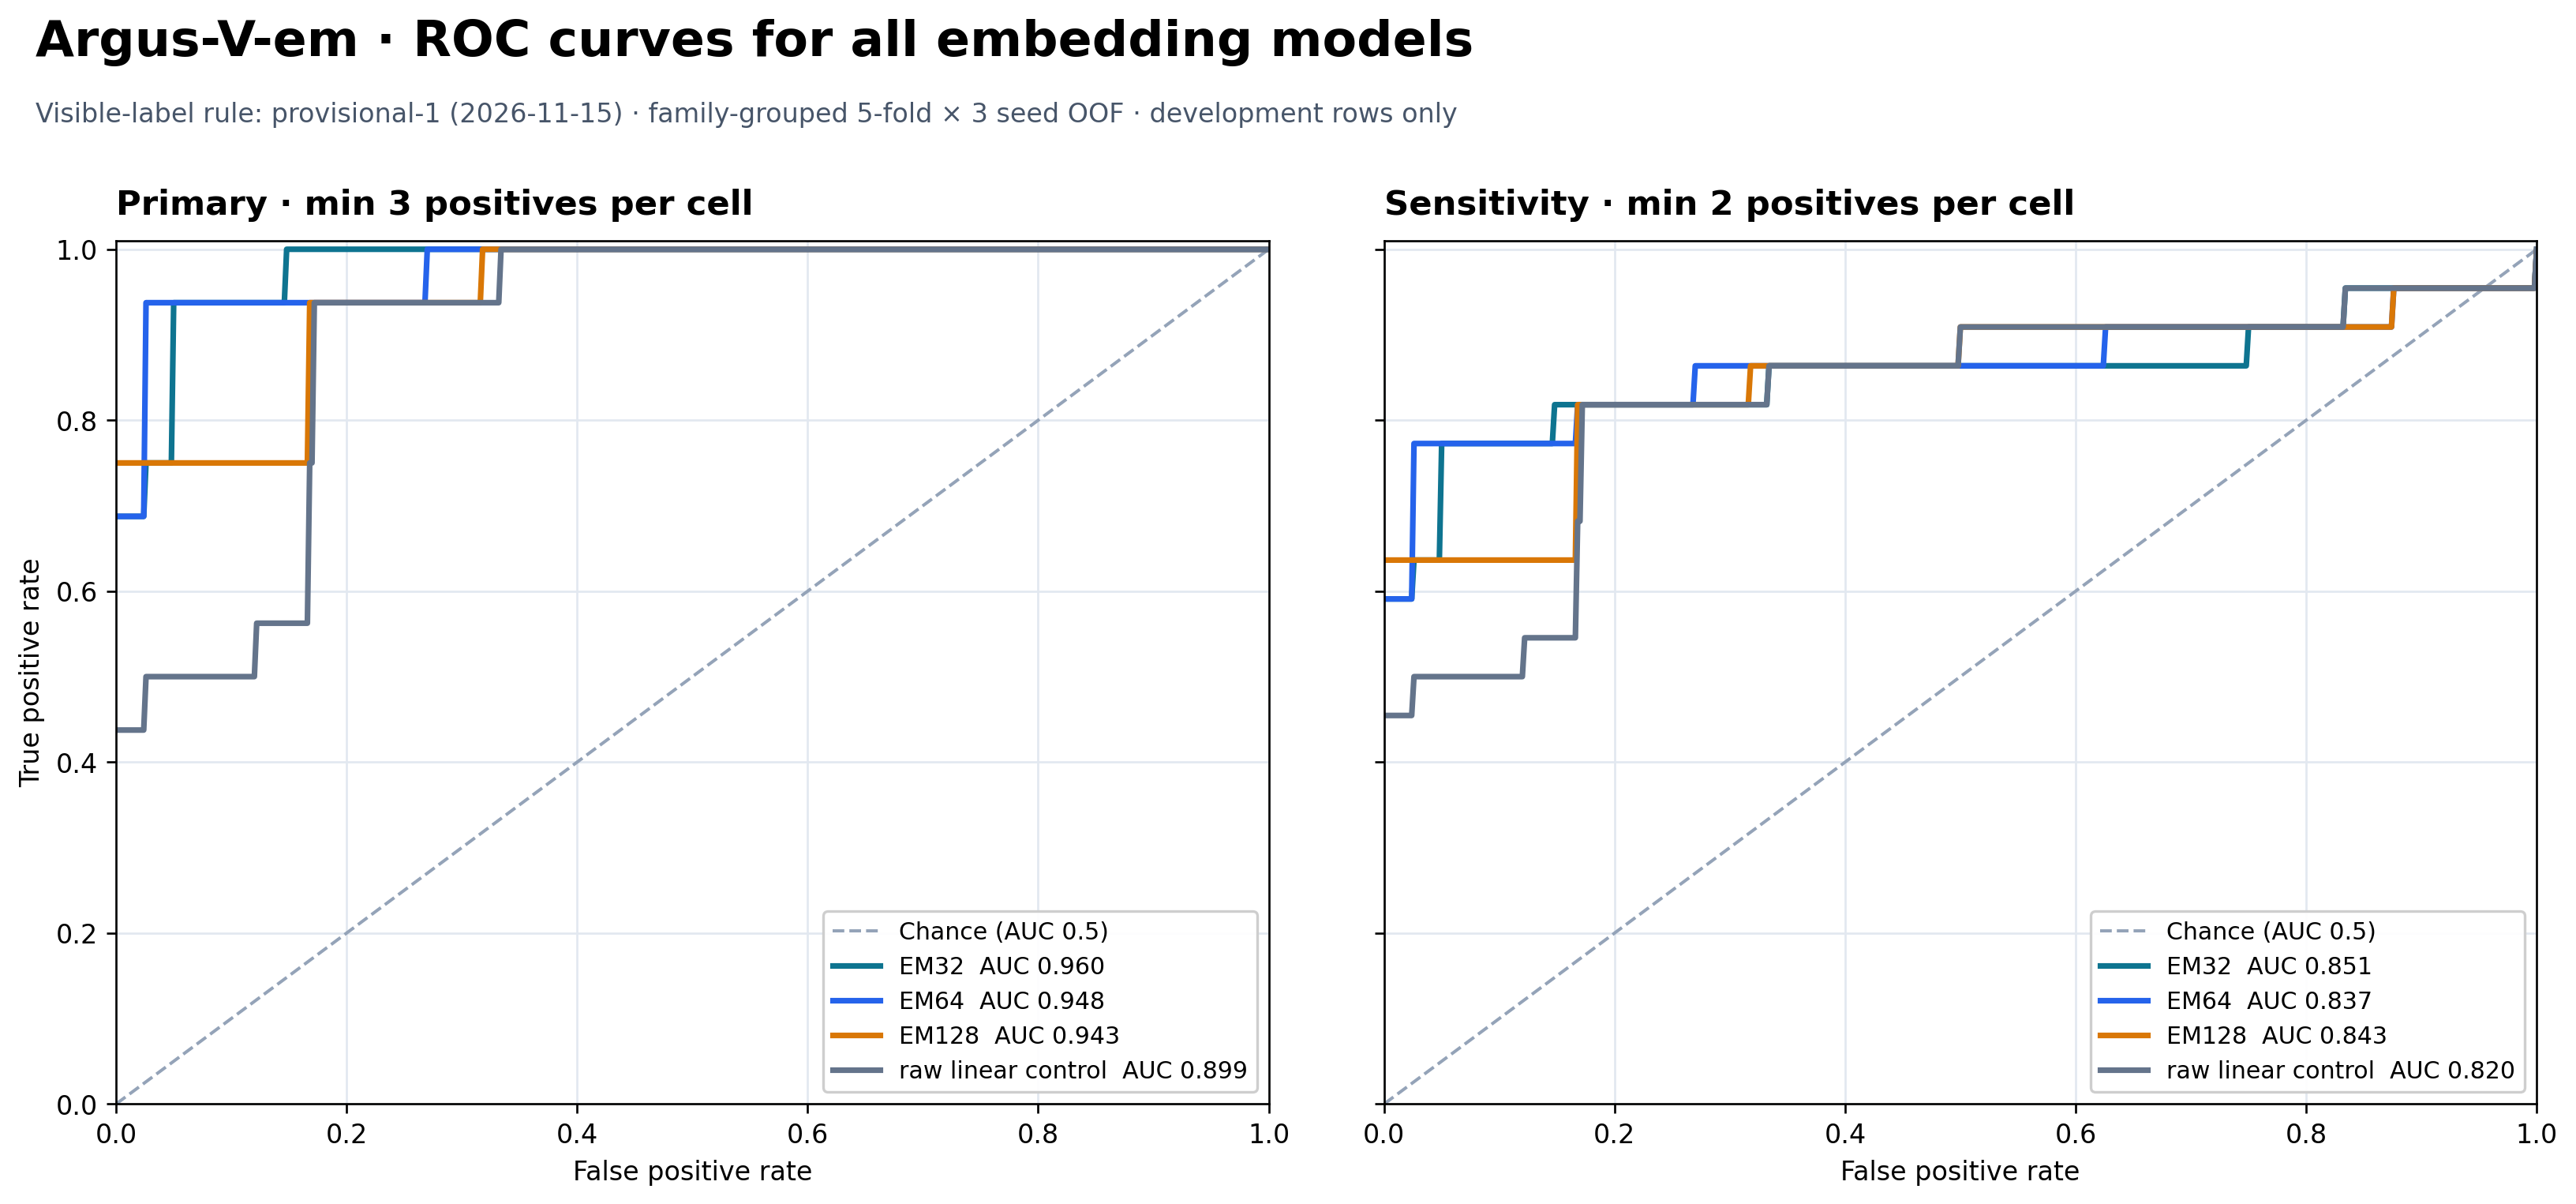 Argus-V-em · ROC curves for all embedding models
Visible-label rule: provisional-1 (2026-11-15) · family-grouped 5-fold × 3 seed OOF · development rows only
Primary · min 3 positives per cell
1.0
0.8
0.6
0.4
0.2
0.0
True positive rate
0.0 0.2 0.4 0.6 0.8 1.0
False positive rate
Chance (AUC 0.5)
EM32 AUC 0.960
EM64 AUC 0.948
EM128 AUC 0.943
raw linear control AUC 0.899
Sensitivity · min 2 positives per cell
0.0 0.2 0.4 0.6 0.8 1.0
False positive rate
Chance (AUC 0.5)
EM32 AUC 0.851
EM64 AUC 0.837
EM128 AUC 0.843
raw linear control AUC 0.820